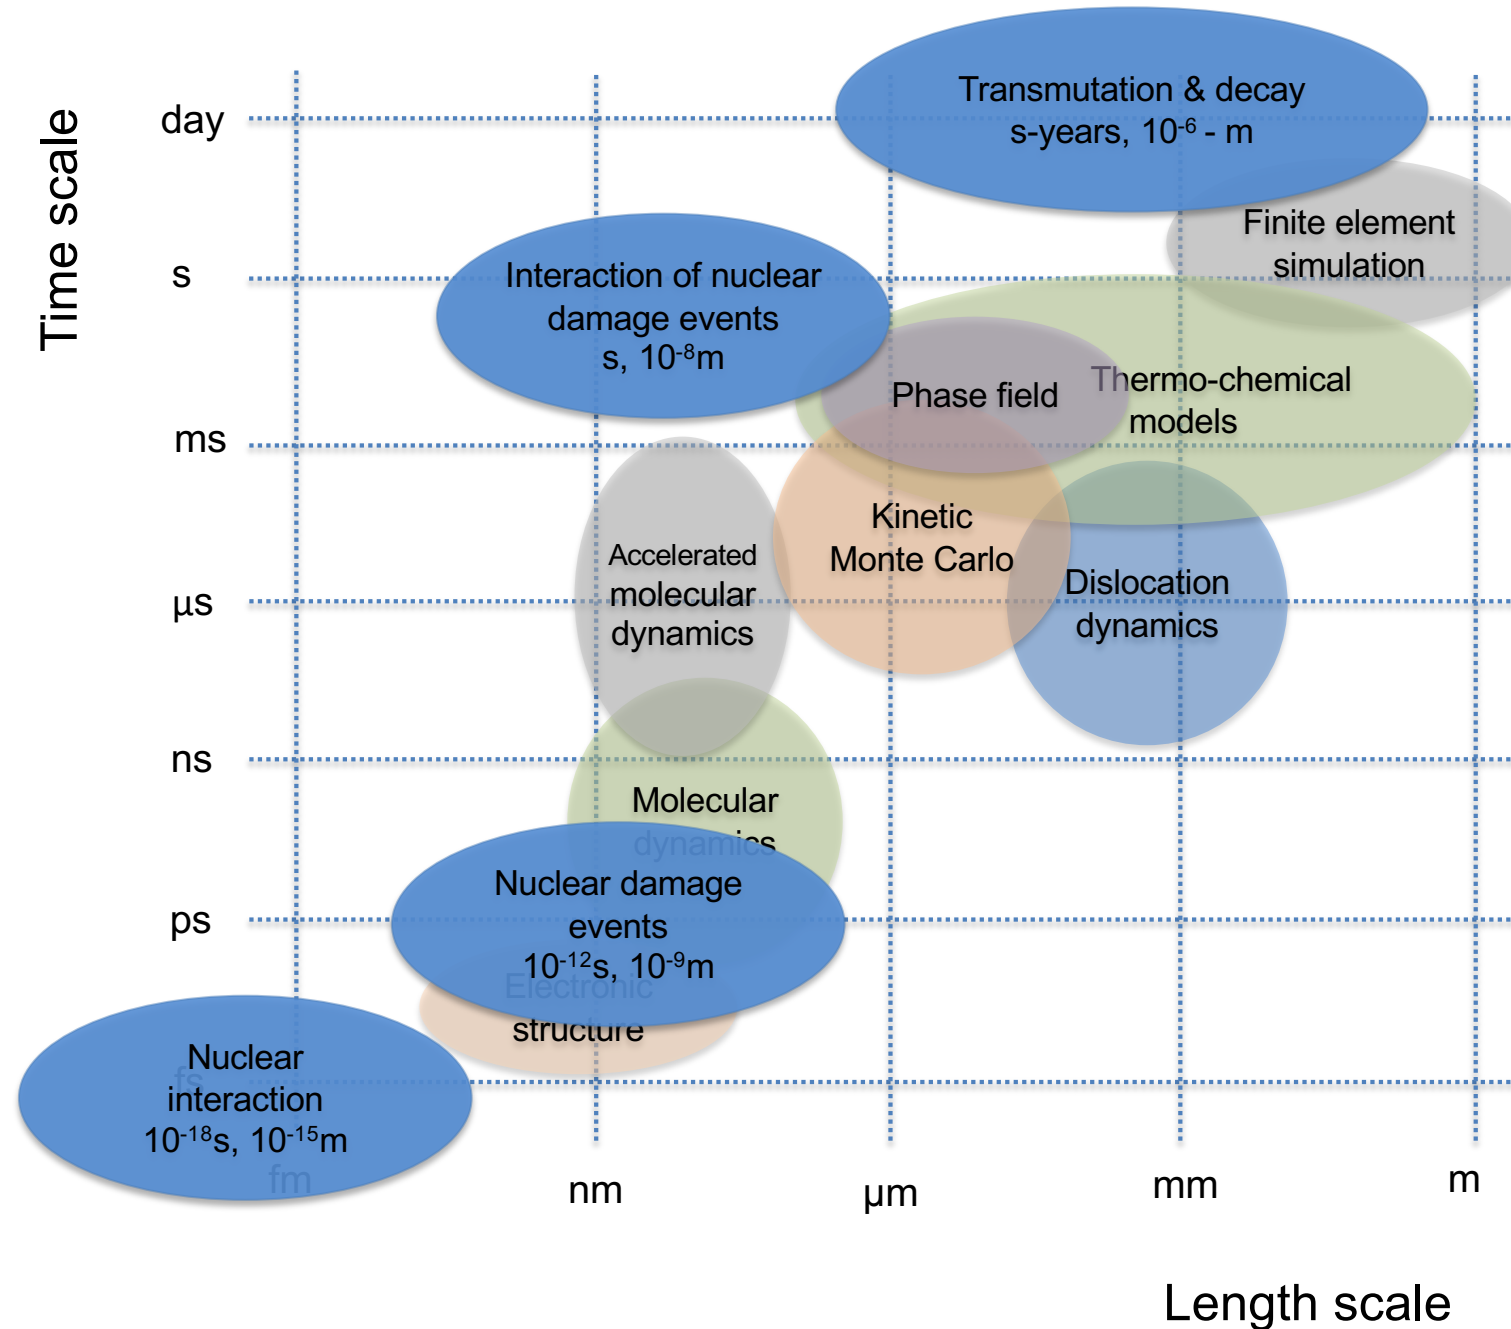 Time scale
day
s
ms
µs
ns
ps
fs
Transmutation & decay
s-years, 10⁻⁶ - m
Finite element
simulation
Interaction of nuclear
damage events
s, 10⁻⁸m
Phase field
Thermo-chemical
models
Kinetic
Monte Carlo
Accelerated
molecular
dynamics
Dislocation
dynamics
Molecular
dynamics
Nuclear damage
events
10⁻¹²s, 10⁻⁹m
Electronic
structure
Nuclear
interaction
10⁻¹⁸s, 10⁻¹⁵m
fm
nm
µm
mm
m
Length scale